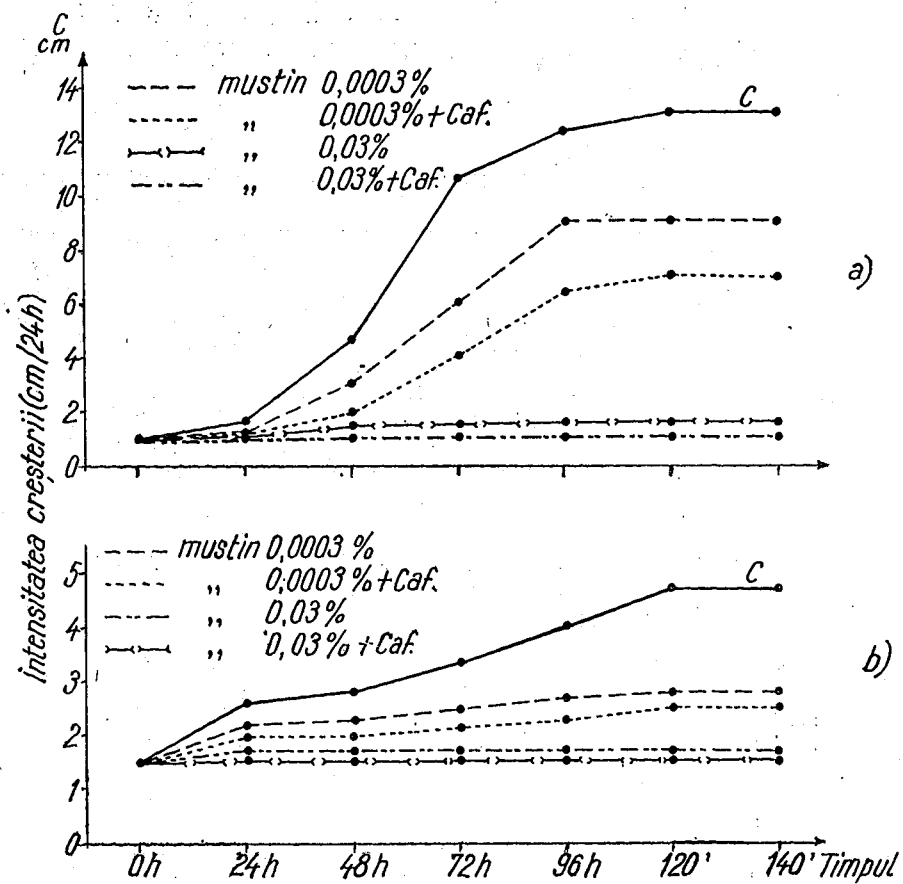 C
cm
14
12
10
8
6
4
2
0
mustin 0,0003%
„ 0,0003%+Caf.
„ 0,03%
„ 0,03%+Caf.
C
a)
Intensitatea creşterii (cm/24h)
5
4
3
2
1
0
mustin 0,0003 %
„ 0,0003 %+Caf.
„ 0,03%
„ 0,03% +Caf.
C
b)
0h 24h 48h 72h 96h 120' 140' Timpul